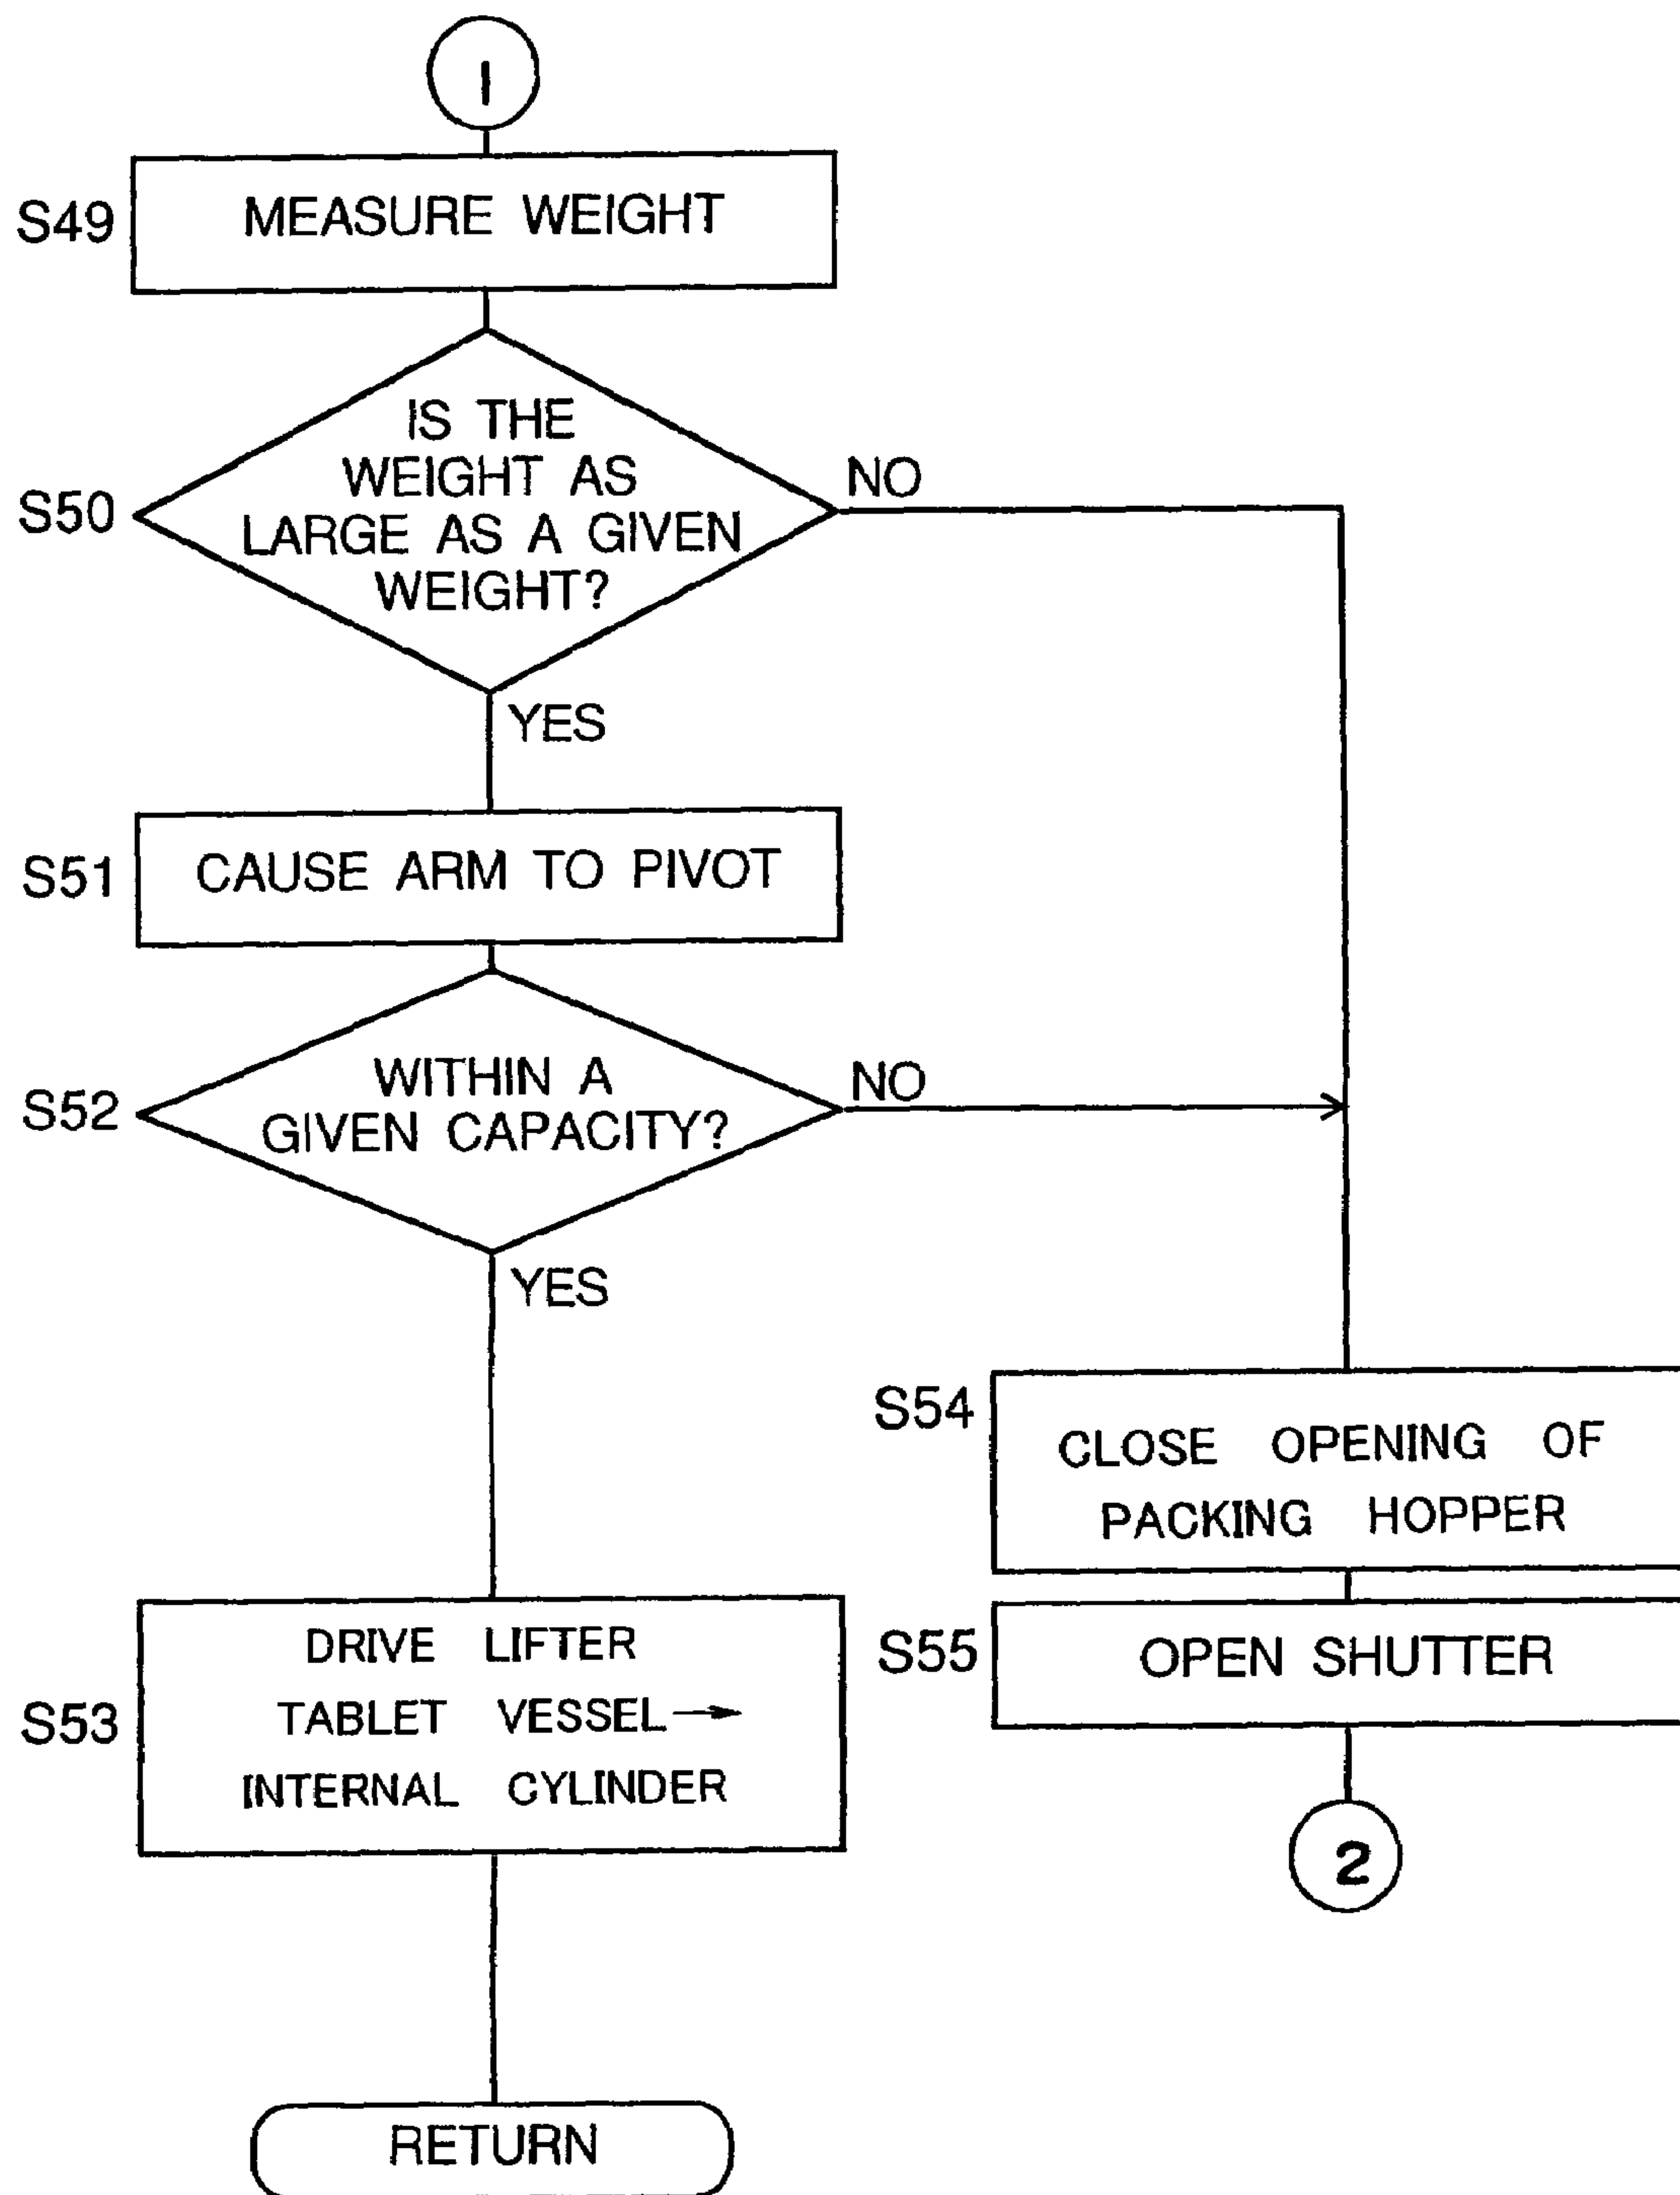 1
S49
MEASURE WEIGHT
S50
IS THE
WEIGHT AS
LARGE AS A GIVEN
WEIGHT?
NO
YES
S51
CAUSE ARM TO PIVOT
S52
WITHIN A
GIVEN CAPACITY?
NO
YES
S53
DRIVE LIFTER
TABLET VESSEL→
INTERNAL CYLINDER
S54
CLOSE OPENING OF
PACKING HOPPER
S55
OPEN SHUTTER
2
RETURN